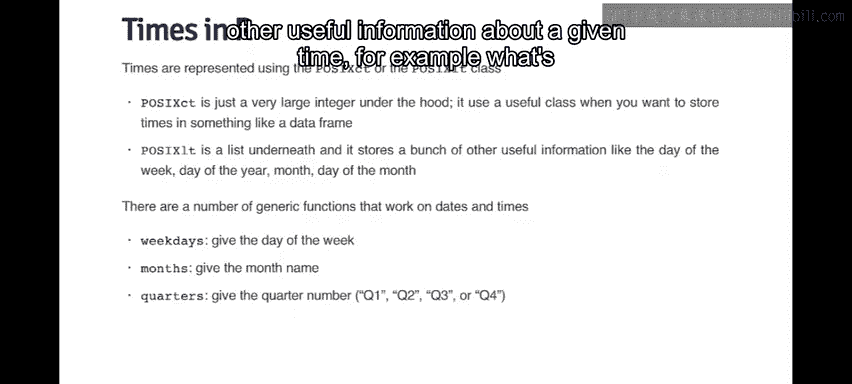 Times in R
other useful information about a given
time, for example what's
Times are represented using the POSIXct or the POSIXlt class
· POSIXct is just a very large integer under the hood; it use a useful class when you want to store
times in something like a data frame
· POSIXlt is a list underneath and it stores a bunch of other useful information like the day of the
week, day of the year, month, day of the month
There are a number of generic functions that work on dates and times
· weekdays: give the day of the week
· months: give the month name
· quarters: give the quarter number (“Q1”, “Q2”, “Q3”, or “Q4”)